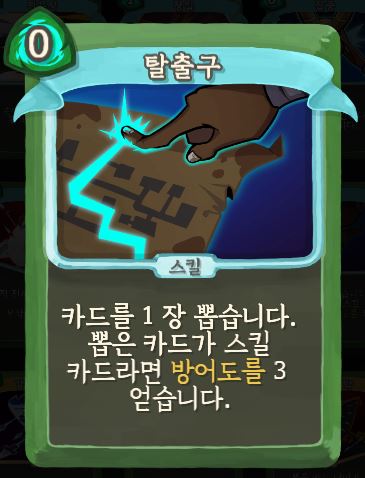 0
탈출구
스킬
카드를 1 장 뽑습니다.
뽑은 카드가 스킬
카드라면 방어도를 3
얻습니다.